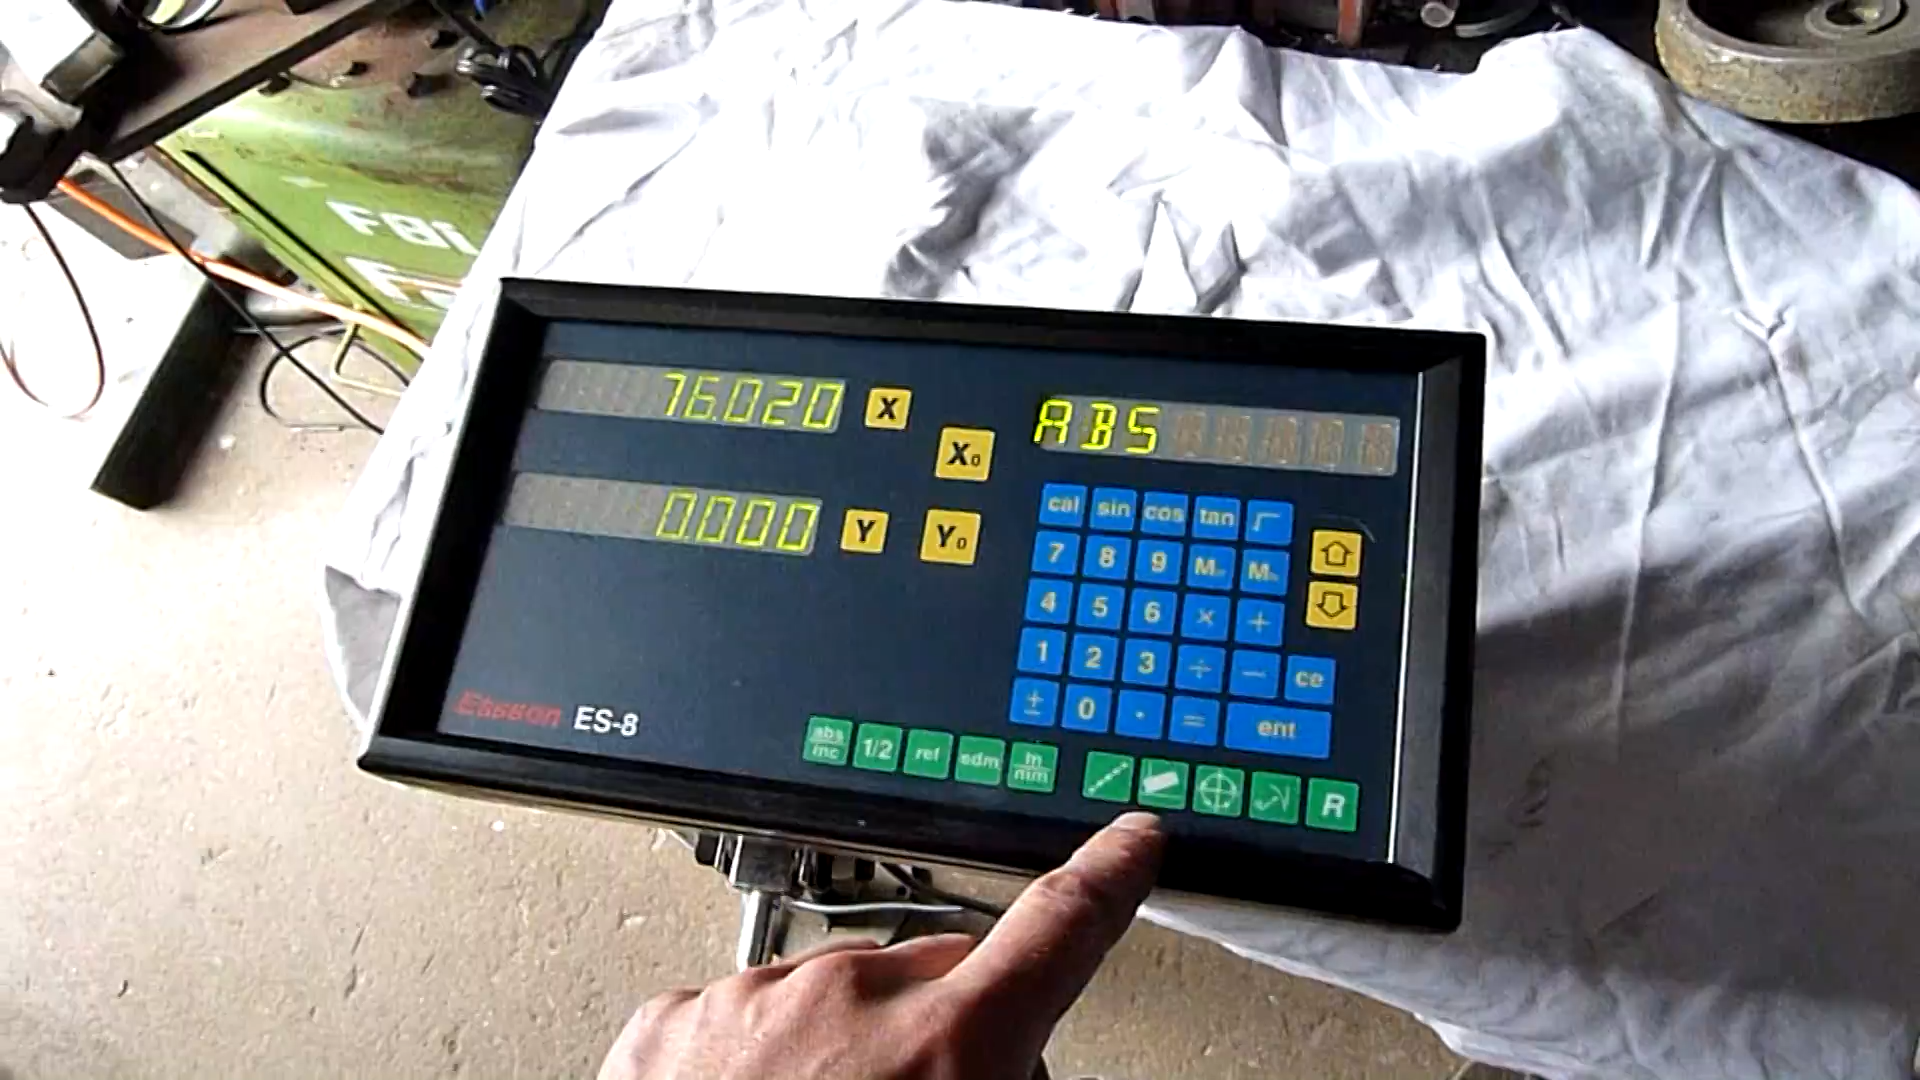 76.020 X
X0
ABS
0.000 Y
Y0
cal sin cos tan
7 8 9
4 5 6 × +
1 2 3 ÷ − ce
± 0 . = ent
Essson ES-8
abs/inc 1/2 ref sdm in/mm R